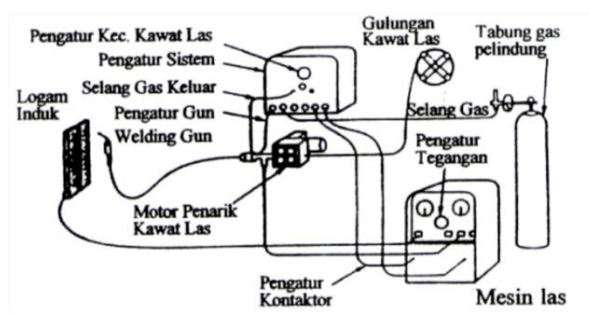 Pengatur Kec. Kawat Las
Pengatur Sistem
Selang Gas Keluar
Pengatur Gun
Logam
Induk
Welding Gun
Motor Penarik
Kawat Las
Gulungan
Kawat Las
Tabung gas
pelindung
Selang Gas
Pengatur
Tegangan
Pengatur
Kontaktor
Mesin las